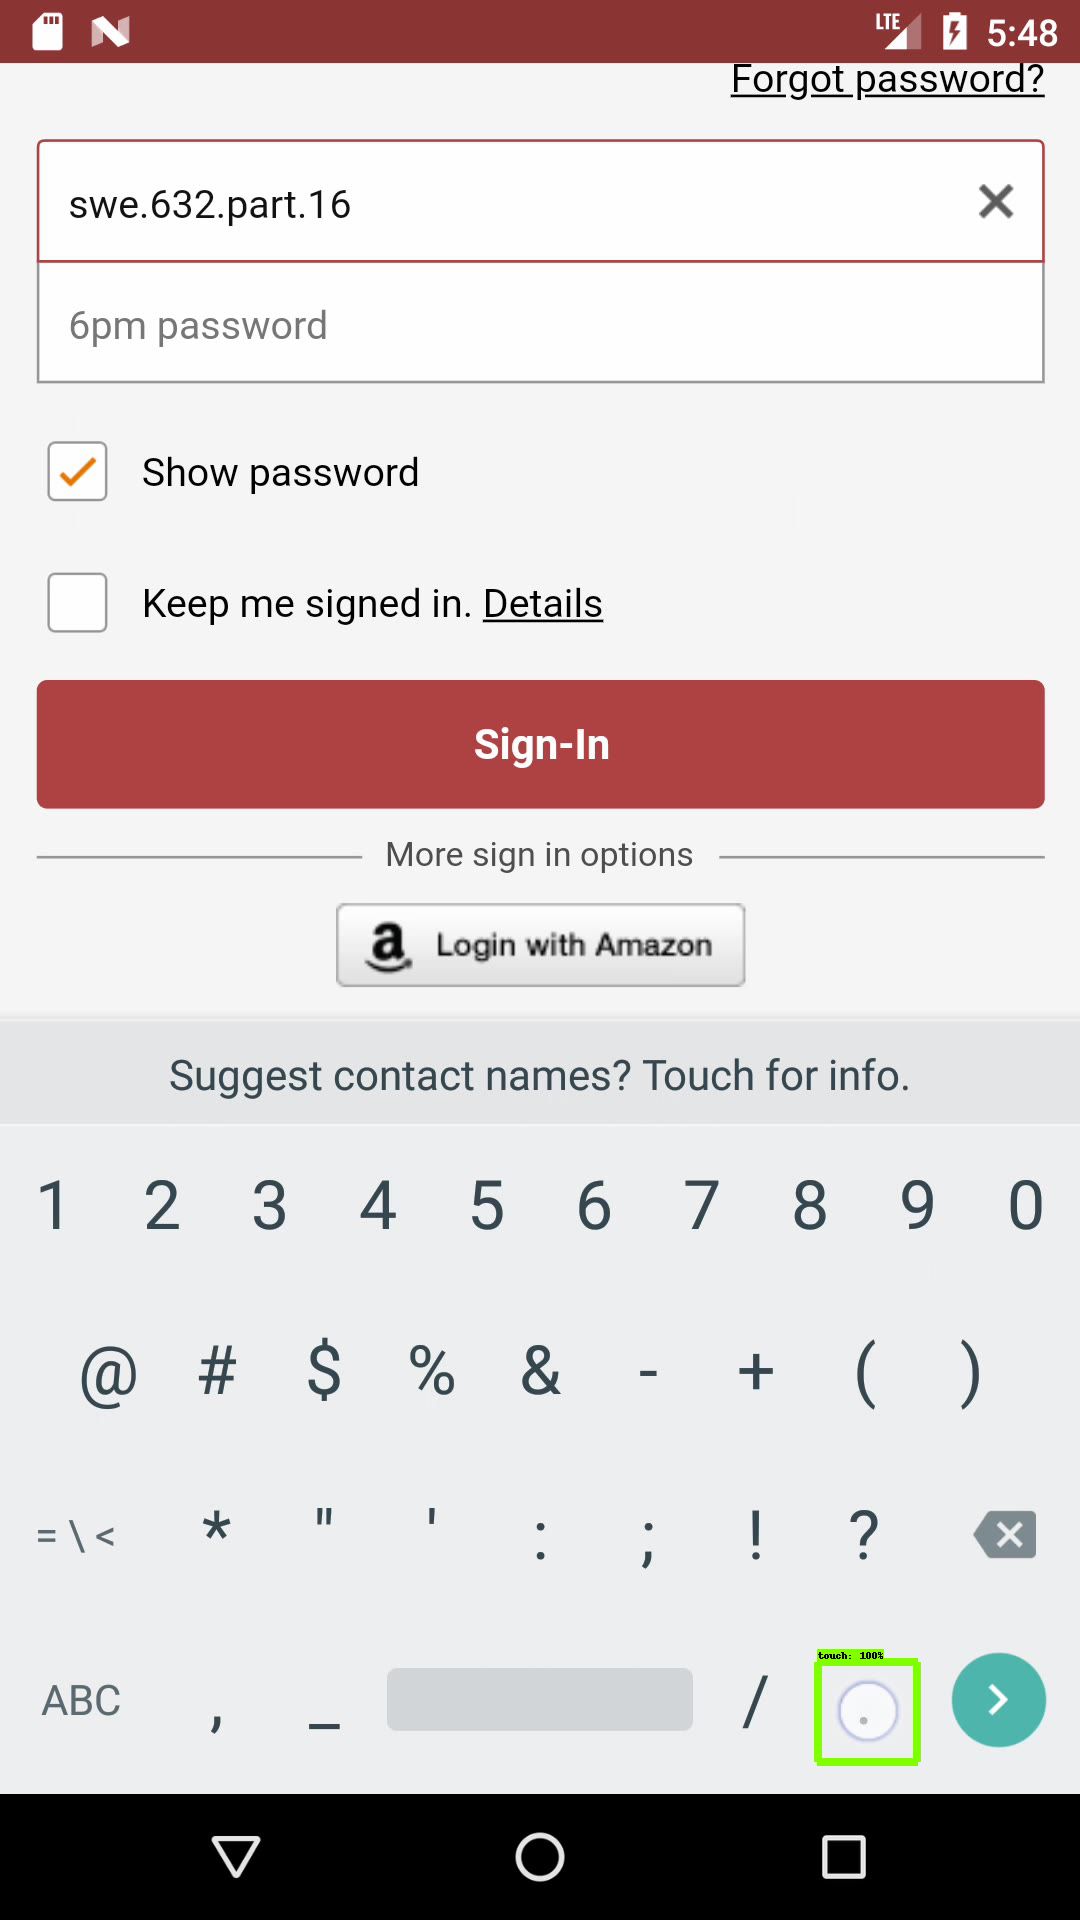 LTE 5:48
Forgot password?
swe.632.part.16
6pm password
Show password
Keep me signed in. Details
Sign-In
More sign in options
a Login with Amazon
Suggest contact names? Touch for info.
1 2 3 4 5 6 7 8 9 0
@ # $ % & - + ( )
= \ < * " ' : ; ! ?
touch: 100%
ABC , _ / .